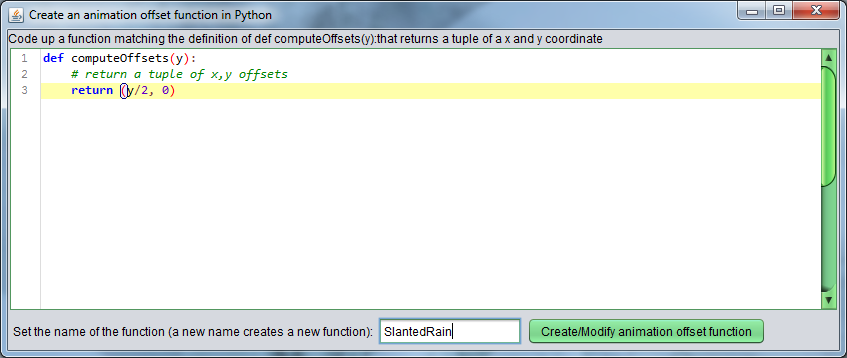 Create an animation offset function in Python
Code up a function matching the definition of def computeOffsets(y):that returns a tuple of a x and y coordinate
1 def computeOffsets(y):
2 # return a tuple of x,y offsets
3 return (y/2, 0)
Set the name of the function (a new name creates a new function): SlantedRain Create/Modify animation offset function